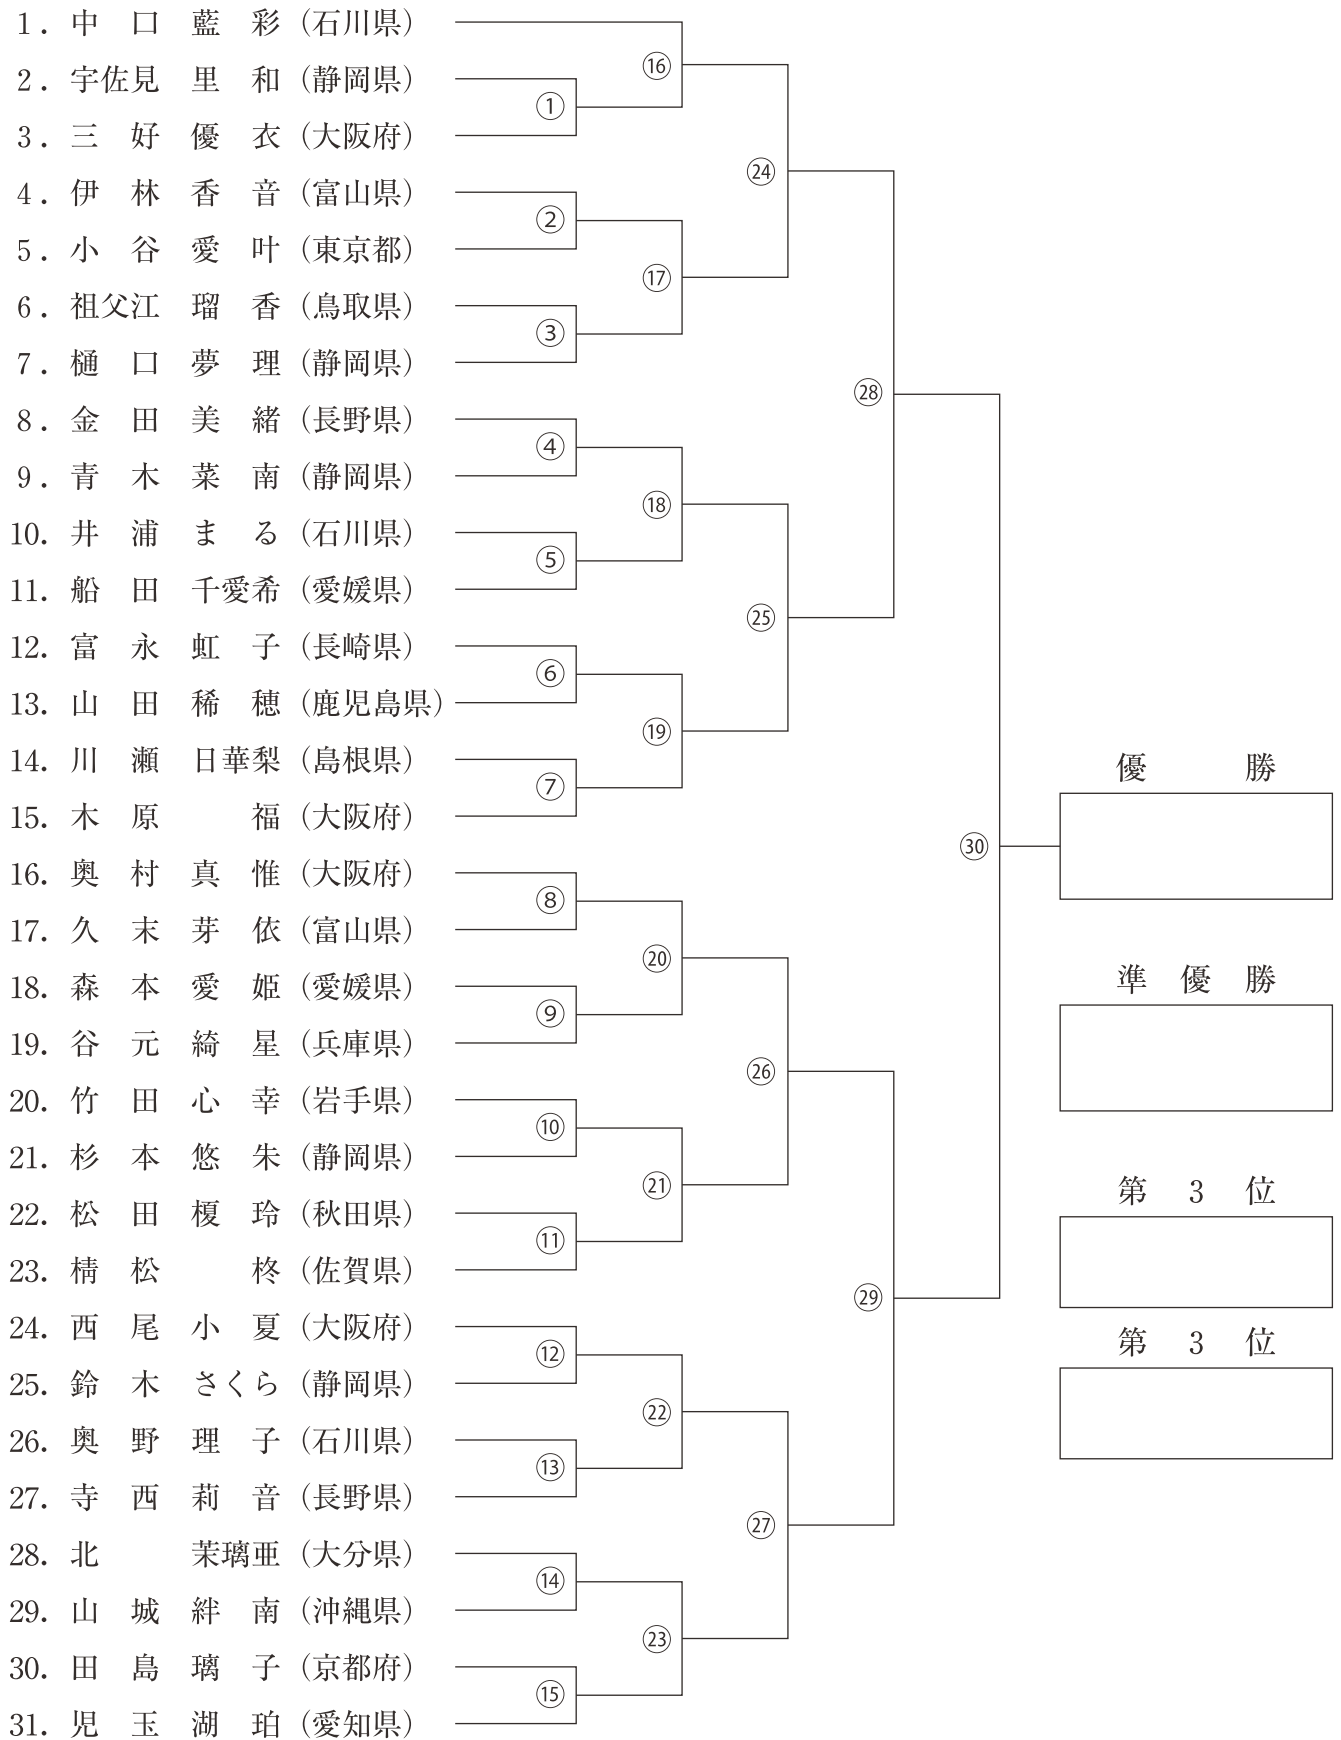 1. 中口藍彩 (石川県)
2. 宇佐見里和 (静岡県)
3. 三好優衣 (大阪府)
4. 伊林香音 (富山県)
5. 小谷愛叶 (東京都)
6. 祖父江瑠香 (鳥取県)
7. 樋口夢理 (静岡県)
8. 金田美緒 (長野県)
9. 青木菜南 (静岡県)
10. 井浦まる (石川県)
11. 船田千愛希 (愛媛県)
12. 富永虹子 (長崎県)
13. 山田稀穂 (鹿児島県)
14. 川瀬日華梨 (島根県)
15. 木原福 (大阪府)
16. 奥村真惟 (大阪府)
17. 久末芽依 (富山県)
18. 森本愛姫 (愛媛県)
19. 谷元綺星 (兵庫県)
20. 竹田心幸 (岩手県)
21. 杉本悠朱 (静岡県)
22. 松田榎玲 (秋田県)
23. 棈松柊 (佐賀県)
24. 西尾小夏 (大阪府)
25. 鈴木さくら (静岡県)
26. 奥野理子 (石川県)
27. 寺西莉音 (長野県)
28. 北茉璃亜 (大分県)
29. 山城絆南 (沖縄県)
30. 田島璃子 (京都府)
31. 児玉湖珀 (愛知県)
①
②
③
④
⑤
⑥
⑦
⑧
⑨
⑩
⑪
⑫
⑬
⑭
⑮
⑯
⑰
⑱
⑲
⑳
㉑
㉒
㉓
㉔
㉕
㉖
㉗
㉘
㉙
㉚
優勝
準優勝
第3位
第3位